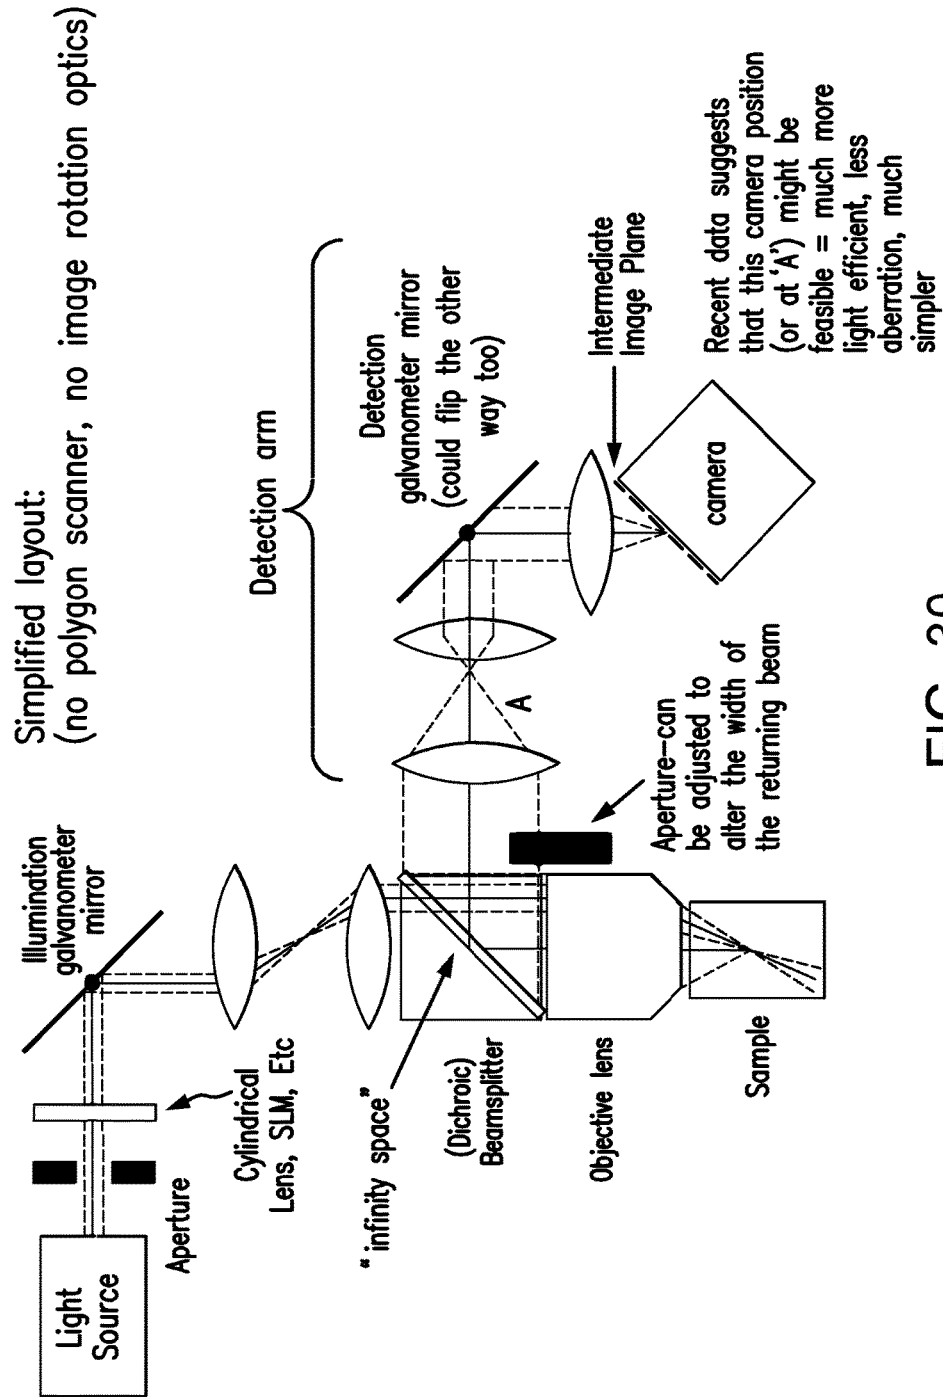 Simplified layout:
(no polygon scanner, no image rotation optics)
Detection arm
Illumination
galvanometer
mirror
Detection
galvanometer mirror
(could flip the other
way too)
Light
Source
Aperture
Cylindrical
Lens, SLM, Etc
"infinity space"
(Dichroic)
Beamsplitter
Objective lens
Sample
A
Aperture-can
be adjusted to
alter the width of
the returning beam
Intermediate
Image Plane
camera
Recent data suggests
that this camera position
(or at 'A') might be
feasible = much more
light efficient, less
aberration, much
simpler
FIG.